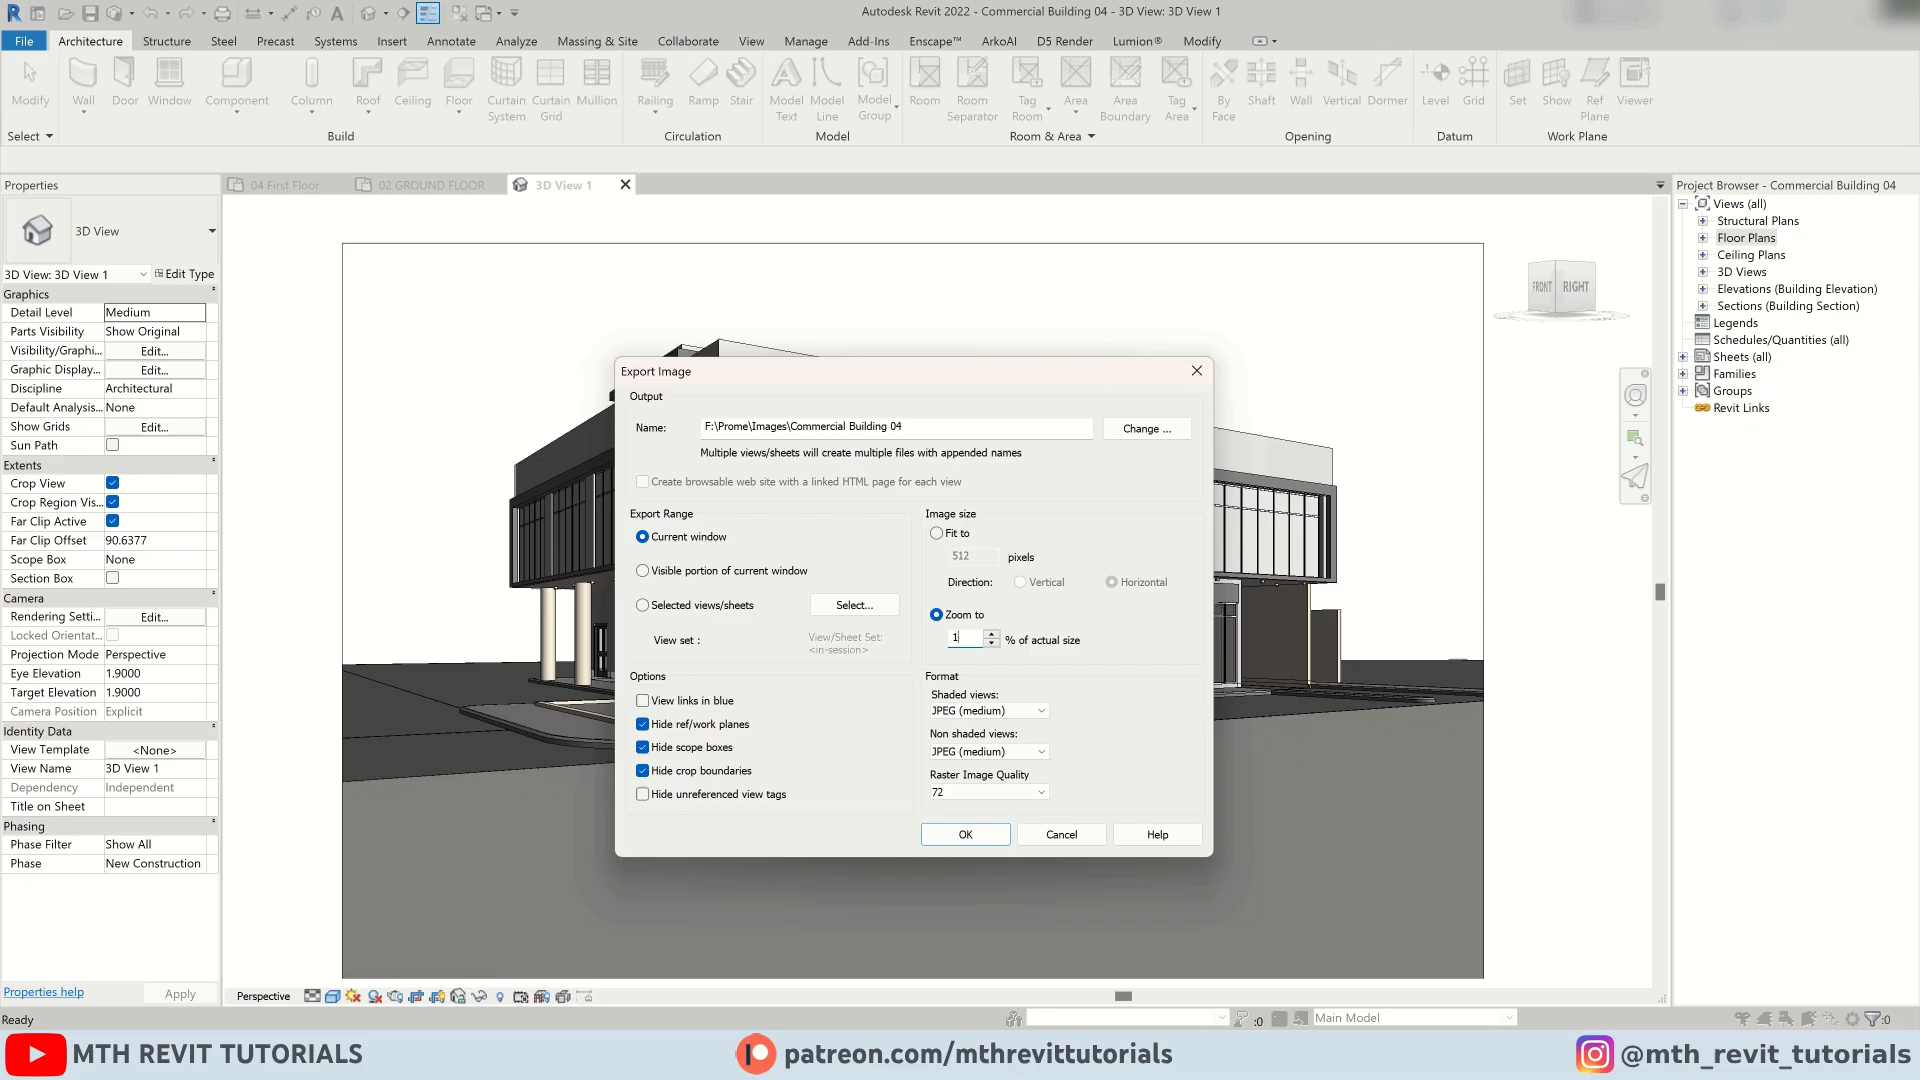 Autodesk Revit 2022 - Commercial Building 04 - 3D View: 3D View 1
File Architecture Structure Steel Precast Systems Insert Annotate Analyze Massing & Site Collaborate View Manage Add-Ins Enscape™ ArkoAI D5 Render Lumion® Modify
Modify Wall Door Window Component Column Roof Ceiling Floor Curtain System Curtain Grid Mullion Railing Ramp Stair Model Text Model Line Model Group Room Room Separator Tag Room Area Area Boundary Tag Area By Face Shaft Wall Vertical Dormer Level Grid Set Show Ref Plane Viewer
Select Build Circulation Model Room & Area Opening Datum Work Plane
Properties
3D View
3D View: 3D View 1 Edit Type
Graphics
Detail Level Medium
Parts Visibility Show Original
Visibility/Graphi... Edit...
Graphic Display... Edit...
Discipline Architectural
Default Analysis... None
Show Grids Edit...
Sun Path
Extents
Crop View
Crop Region Vis...
Far Clip Active
Far Clip Offset 90.6377
Scope Box None
Section Box
Camera
Rendering Setti... Edit...
Locked Orientat...
Projection Mode Perspective
Eye Elevation 1.9000
Target Elevation 1.9000
Camera Position Explicit
Identity Data
View Template <None>
View Name 3D View 1
Dependency Independent
Title on Sheet
Phasing
Phase Filter Show All
Phase New Construction
Properties help Apply
04 First Floor 02 GROUND FLOOR 3D View 1
FRONT RIGHT
Export Image
Output
Name: F:\Prome\Images\Commercial Building 04 Change ...
Multiple views/sheets will create multiple files with appended names
Create browsable web site with a linked HTML page for each view
Export Range
Current window
Visible portion of current window
Selected views/sheets Select...
View set : View/Sheet Set:
<in-session>
Image size
Fit to
512 pixels
Direction: Vertical Horizontal
Zoom to
1 % of actual size
Options
View links in blue
Hide ref/work planes
Hide scope boxes
Hide crop boundaries
Hide unreferenced view tags
Format
Shaded views:
JPEG (medium)
Non shaded views:
JPEG (medium)
Raster Image Quality
72
OK Cancel Help
Project Browser - Commercial Building 04
Views (all)
Structural Plans
Floor Plans
Ceiling Plans
3D Views
Elevations (Building Elevation)
Sections (Building Section)
Legends
Schedules/Quantities (all)
Sheets (all)
Families
Groups
Revit Links
Perspective
Ready :0 Main Model :0
MTH REVIT TUTORIALS patreon.com/mthrevittutorials @mth_revit_tutorials